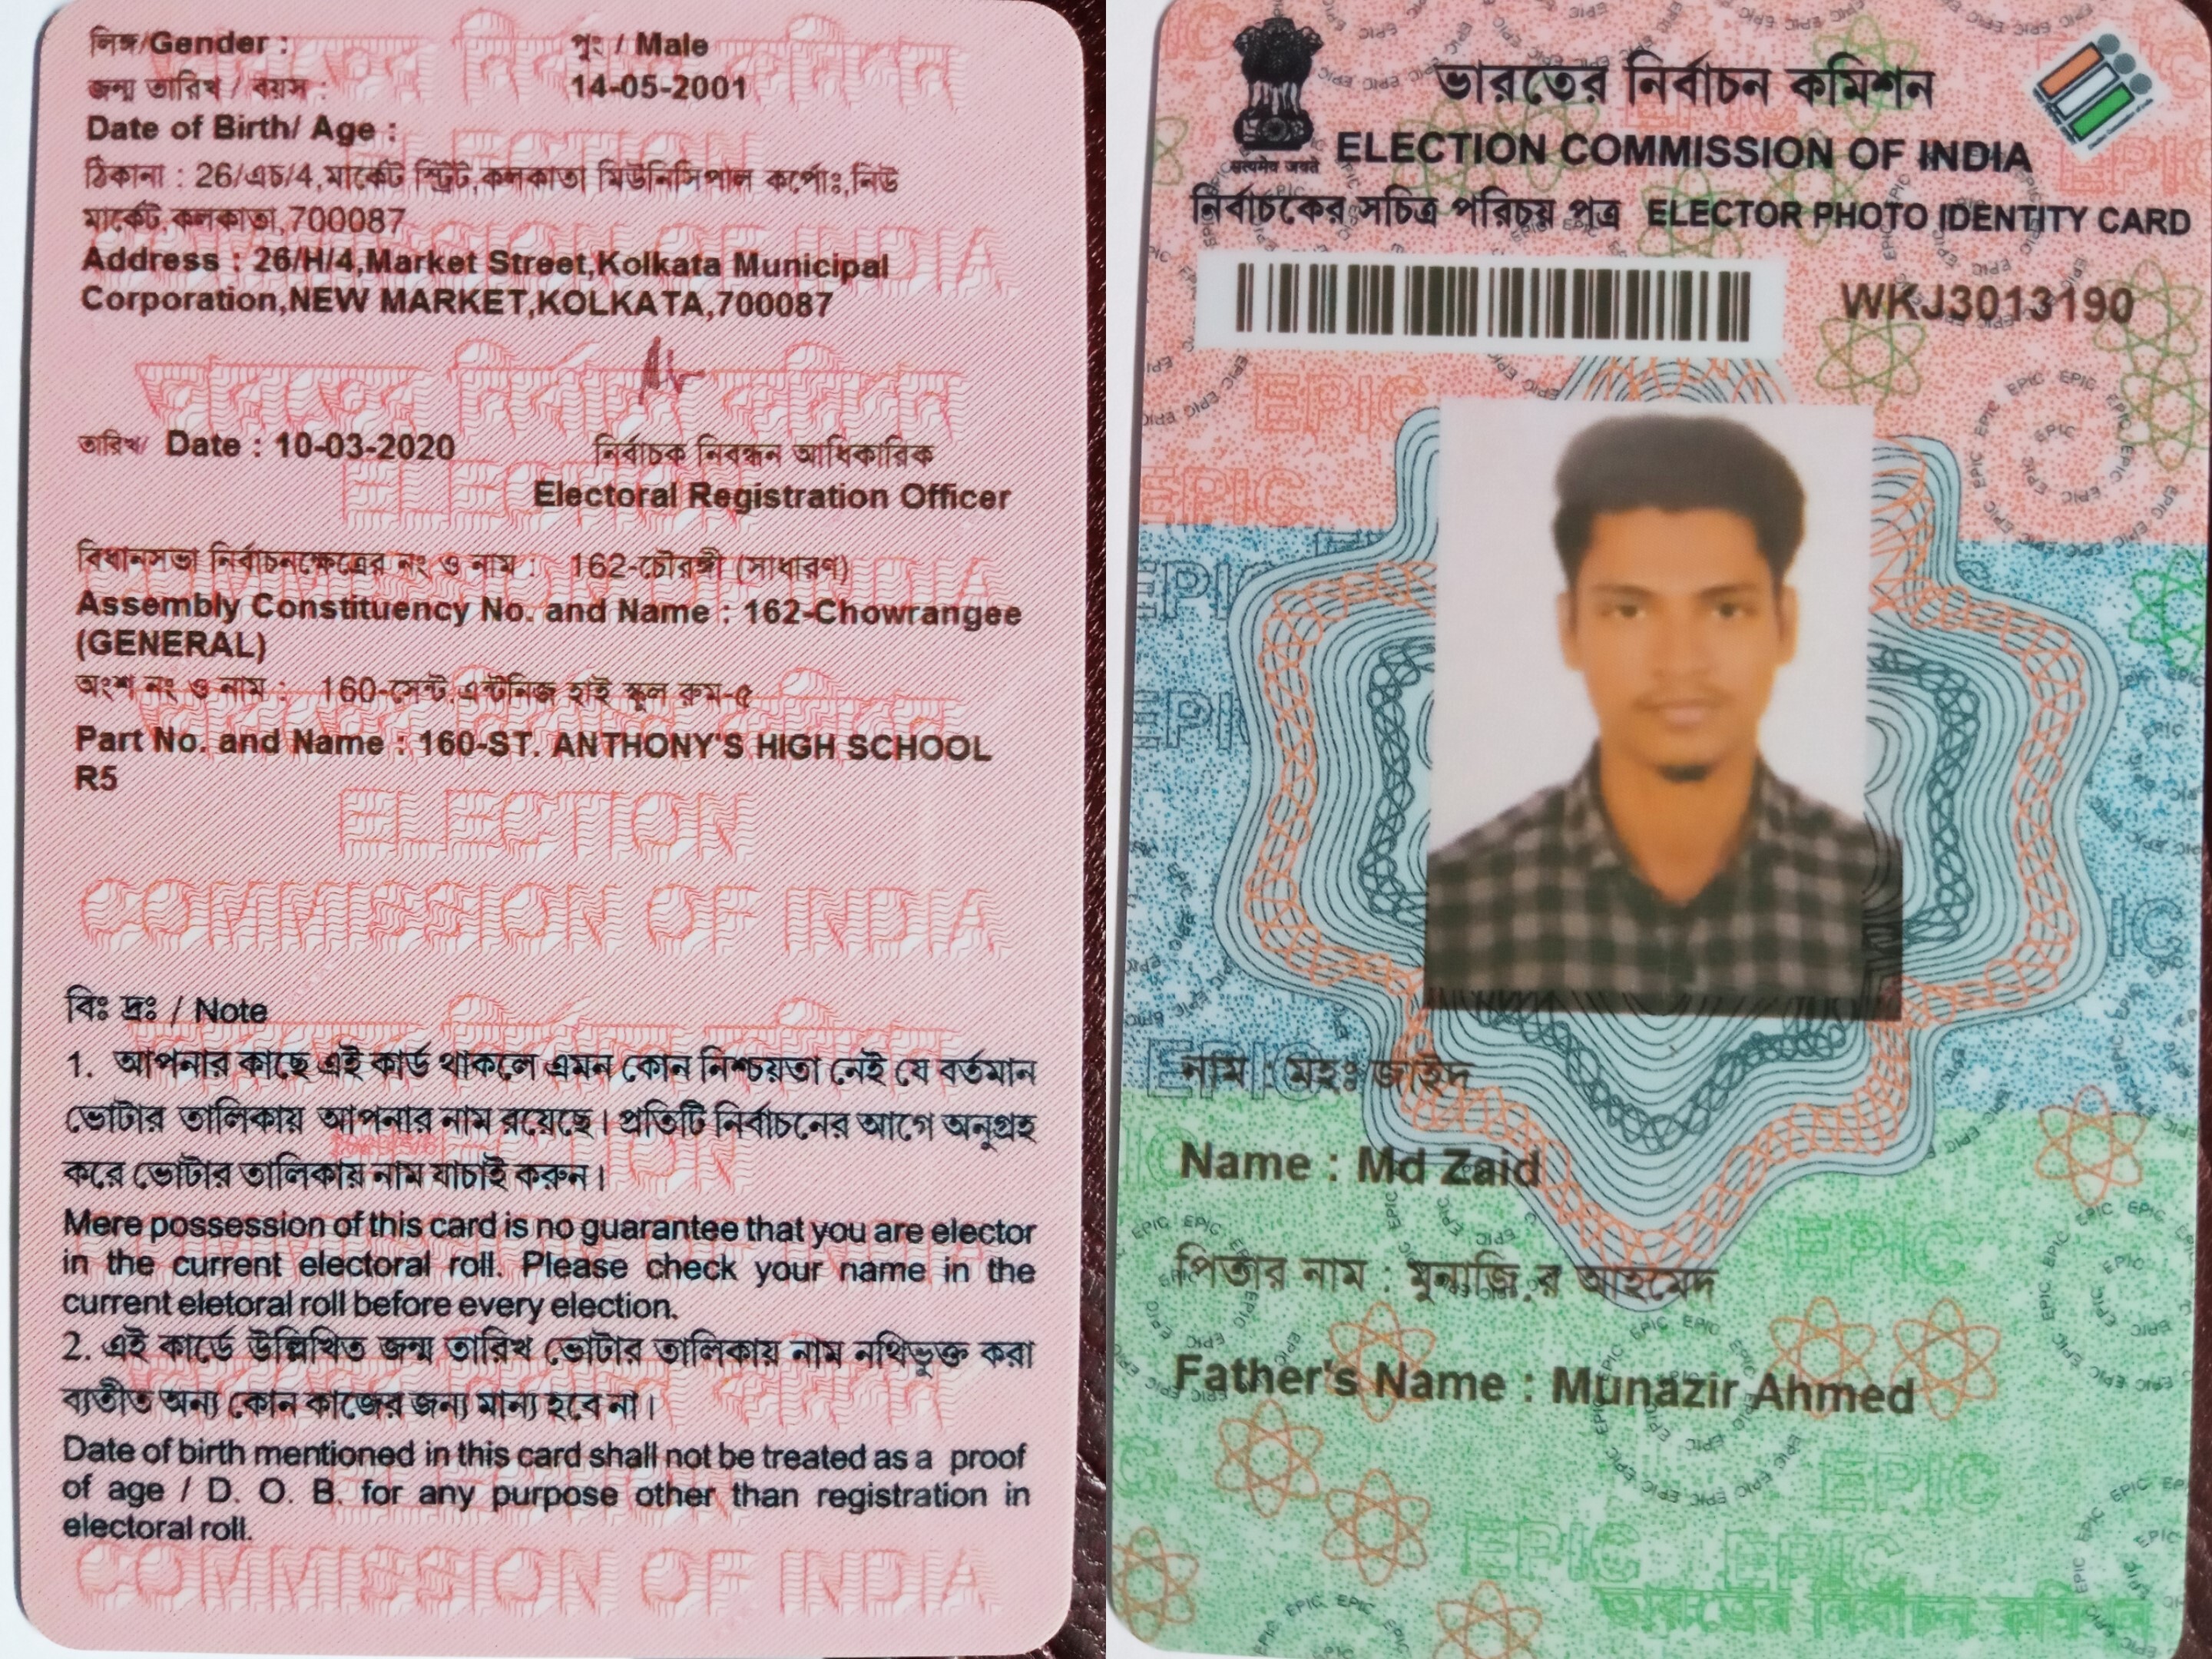 লিঙ্গ/Gender : পুং / Male
জন্ম তারিখ / বয়স : 14-05-2001
Date of Birth/ Age :
ঠিকানা : 26/এচ/4,মার্কেট স্ট্রিট,কলকাতা মিউনিসিপাল কর্পোঃ,নিউ
মার্কেট,কলকাতা,700087
Address : 26/H/4,Market Street,Kolkata Municipal
Corporation,NEW MARKET,KOLKATA,700087
তারিখ/ Date : 10-03-2020
নির্বাচক নিবন্ধন আধিকারিক
Electoral Registration Officer
বিধানসভা নির্বাচনক্ষেত্রের নং ও নাম : 162-চৌরঙ্গী (সাধারণ)
Assembly Constituency No. and Name : 162-Chowrangee
(GENERAL)
অংশ নং ও নাম : 160-সেন্ট.এন্টনিজ হাই স্কুল রুম-৫
Part No. and Name : 160-ST. ANTHONY'S HIGH SCHOOL
R5
ELECTION
COMMISSION OF INDIA
বিঃ দ্রঃ / Note
1. আপনার কাছে এই কার্ড থাকলে এমন কোন নিশ্চয়তা নেই যে বর্তমান
ভোটার তালিকায় আপনার নাম রয়েছে। প্রতিটি নির্বাচনের আগে অনুগ্রহ
করে ভোটার তালিকায় নাম যাচাই করুন।
Mere possession of this card is no guarantee that you are elector
in the current electoral roll. Please check your name in the
current eletoral roll before every election.
2. এই কার্ডে উল্লিখিত জন্ম তারিখ ভোটার তালিকায় নাম নথিভুক্ত করা
ব্যতীত অন্য কোন কাজের জন্য মান্য হবে না।
Date of birth mentioned in this card shall not be treated as a proof
of age / D. O. B. for any purpose other than registration in
electoral roll.
COMMISSION OF INDIA
ভারতের নির্বাচন কমিশন
सत्यमेव जयते
ELECTION COMMISSION OF INDIA
নির্বাচকের সচিত্র পরিচয় পত্র ELECTOR PHOTO IDENTITY CARD
WKJ3013190
নাম : মহঃ জাইদ
Name : Md Zaid
পিতার নাম : মুনাজি.র আহমেদ
Father's Name : Munazir Ahmed
EPIC EPIC
ভারতের নির্বাচন কমিশন